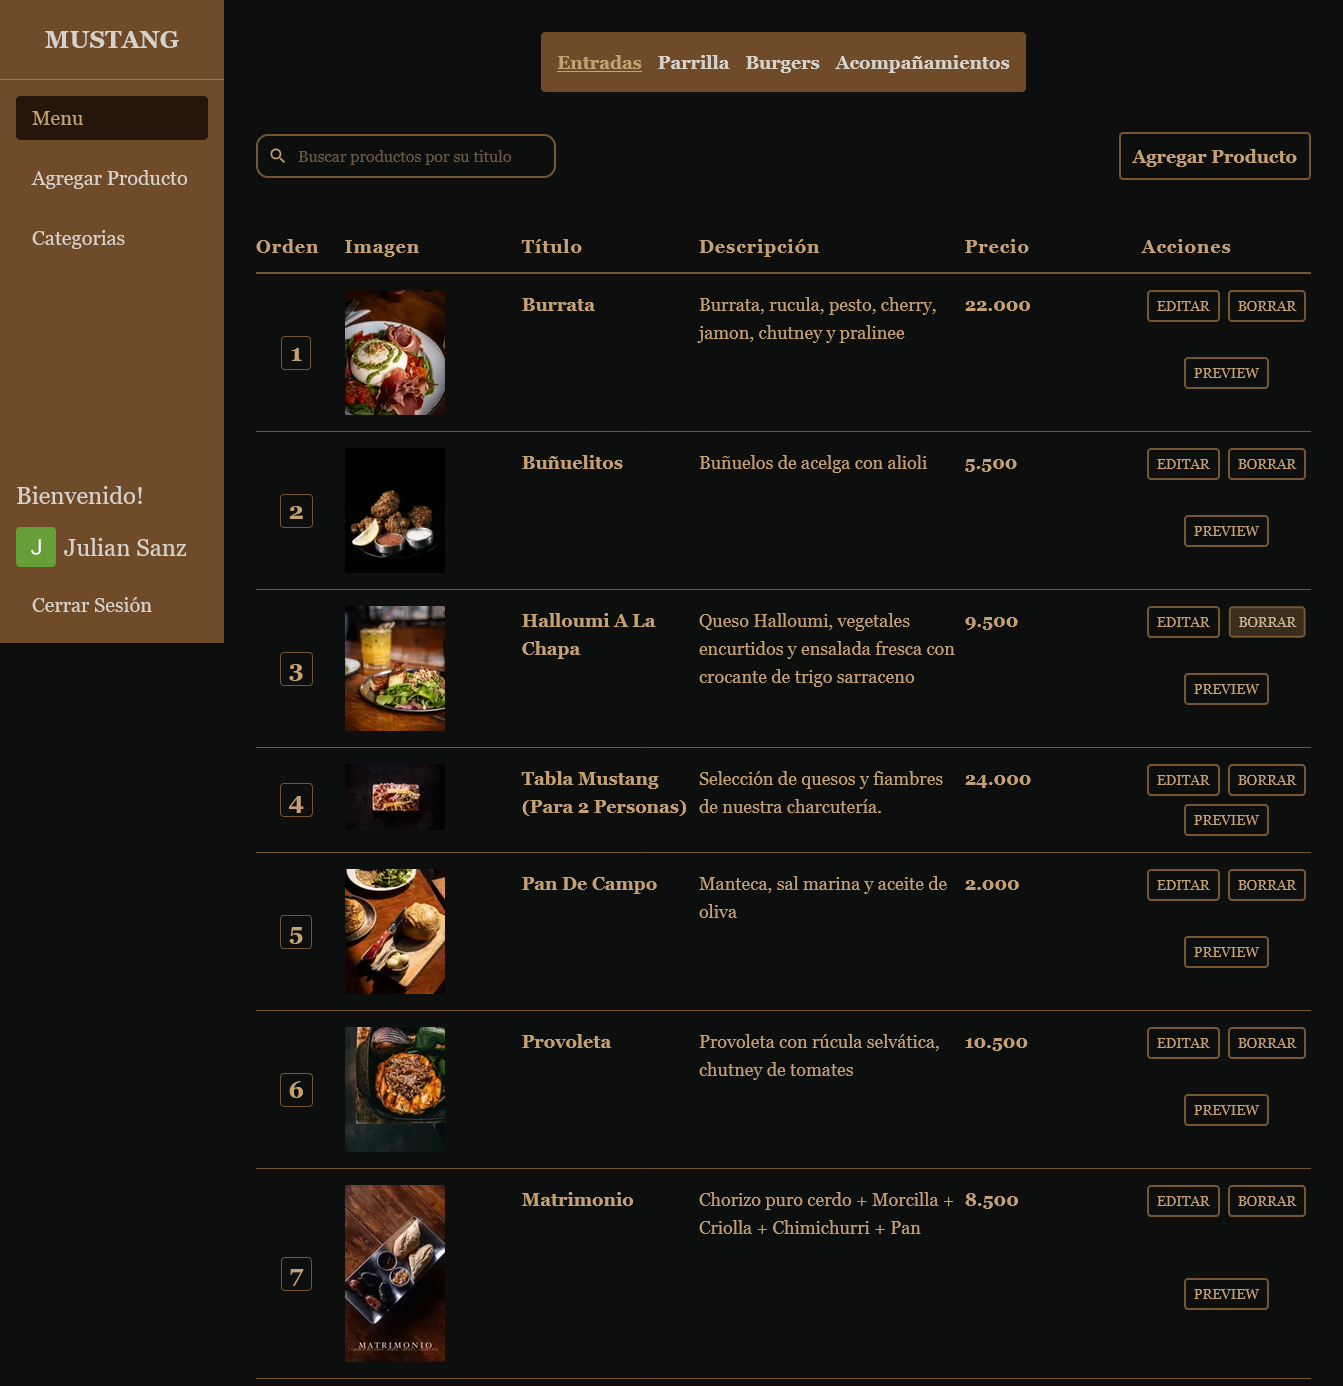 MUSTANG
Menu
Agregar Producto
Categorias
Bienvenido!
J Julian Sanz
Cerrar Sesión
Entradas Parrilla Burgers Acompañamientos
Buscar productos por su titulo
Agregar Producto
Orden Imagen Título Descripción Precio Acciones
1 Burrata Burrata, rucula, pesto, cherry, 22.000 EDITAR BORRAR
jamon, chutney y pralinee
PREVIEW
2 Buñuelitos Buñuelos de acelga con alioli 5.500 EDITAR BORRAR
PREVIEW
3 Halloumi A La Queso Halloumi, vegetales 9.500 EDITAR BORRAR
Chapa encurtidos y ensalada fresca con
crocante de trigo sarraceno
PREVIEW
4 Tabla Mustang Selección de quesos y fiambres 24.000 EDITAR BORRAR
(Para 2 Personas) de nuestra charcutería.
PREVIEW
5 Pan De Campo Manteca, sal marina y aceite de 2.000 EDITAR BORRAR
oliva
PREVIEW
6 Provoleta Provoleta con rúcula selvática, 10.500 EDITAR BORRAR
chutney de tomates
PREVIEW
7 Matrimonio Chorizo puro cerdo + Morcilla + 8.500 EDITAR BORRAR
Criolla + Chimichurri + Pan
PREVIEW
MATRIMONIO